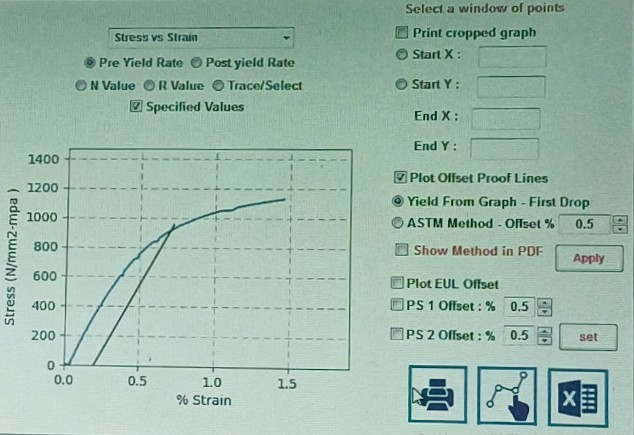 Select a window of points
Stress vs Strain
Print cropped graph
Pre Yield Rate Post yield Rate
Start X :
N Value R Value Trace/Select
Start Y :
Specified Values
End X :
End Y :
Plot Offset Proof Lines
Yield From Graph - First Drop
ASTM Method - Offset % 0.5
Show Method in PDF Apply
Plot EUL Offset
PS 1 Offset : % 0.5
PS 2 Offset : % 0.5 set
X
Stress (N/mm2-mpa )
1400
1200
1000
800
600
400
200
0
0.0 0.5 1.0 1.5
% Strain